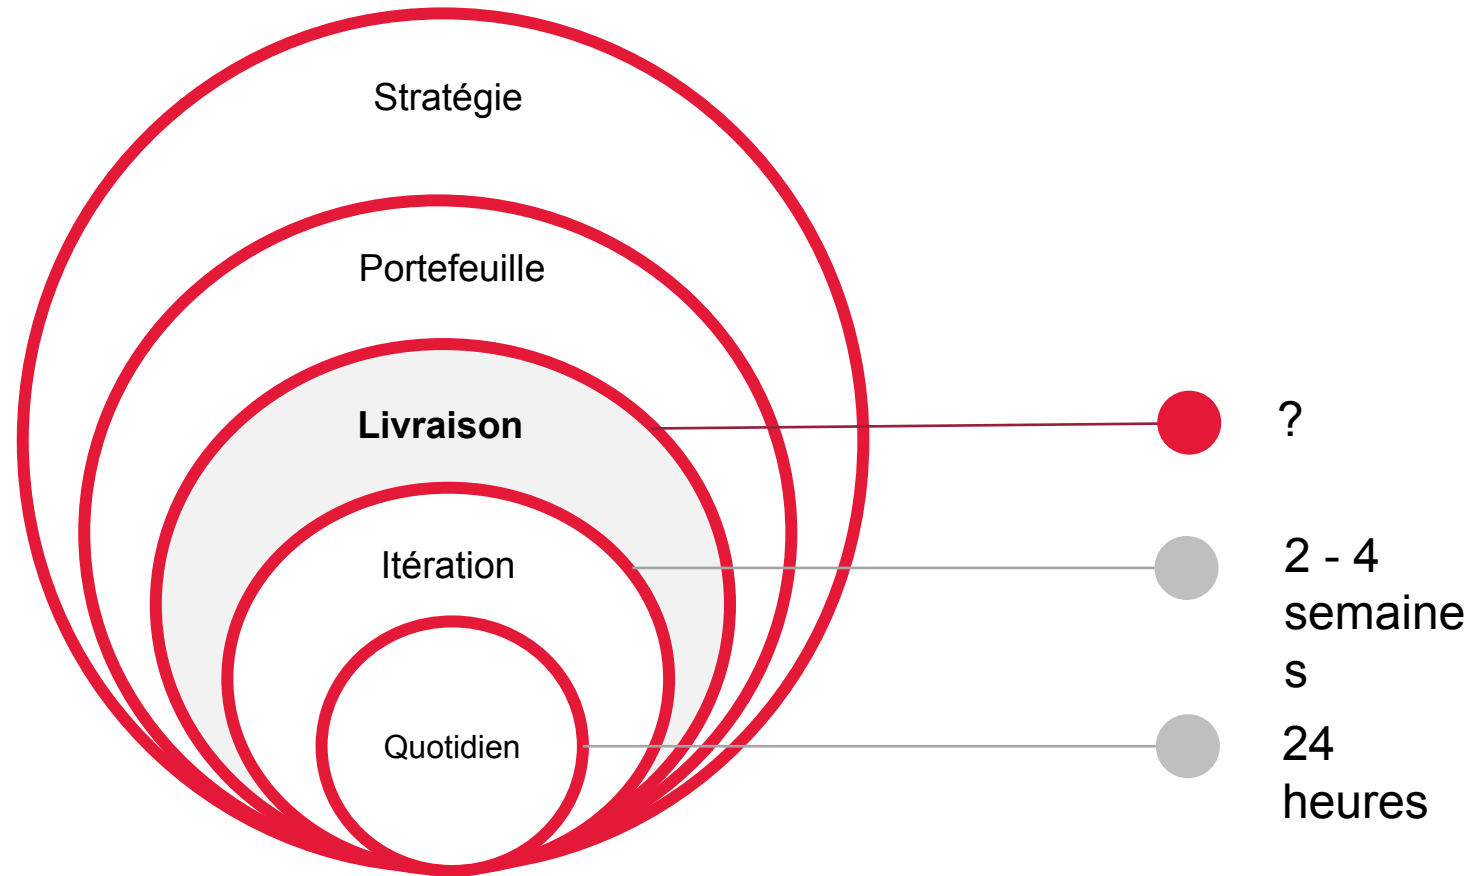 Stratégie
Portefeuille
Livraison
?
Itération
2 - 4
semaine
s
Quotidien
24
heures